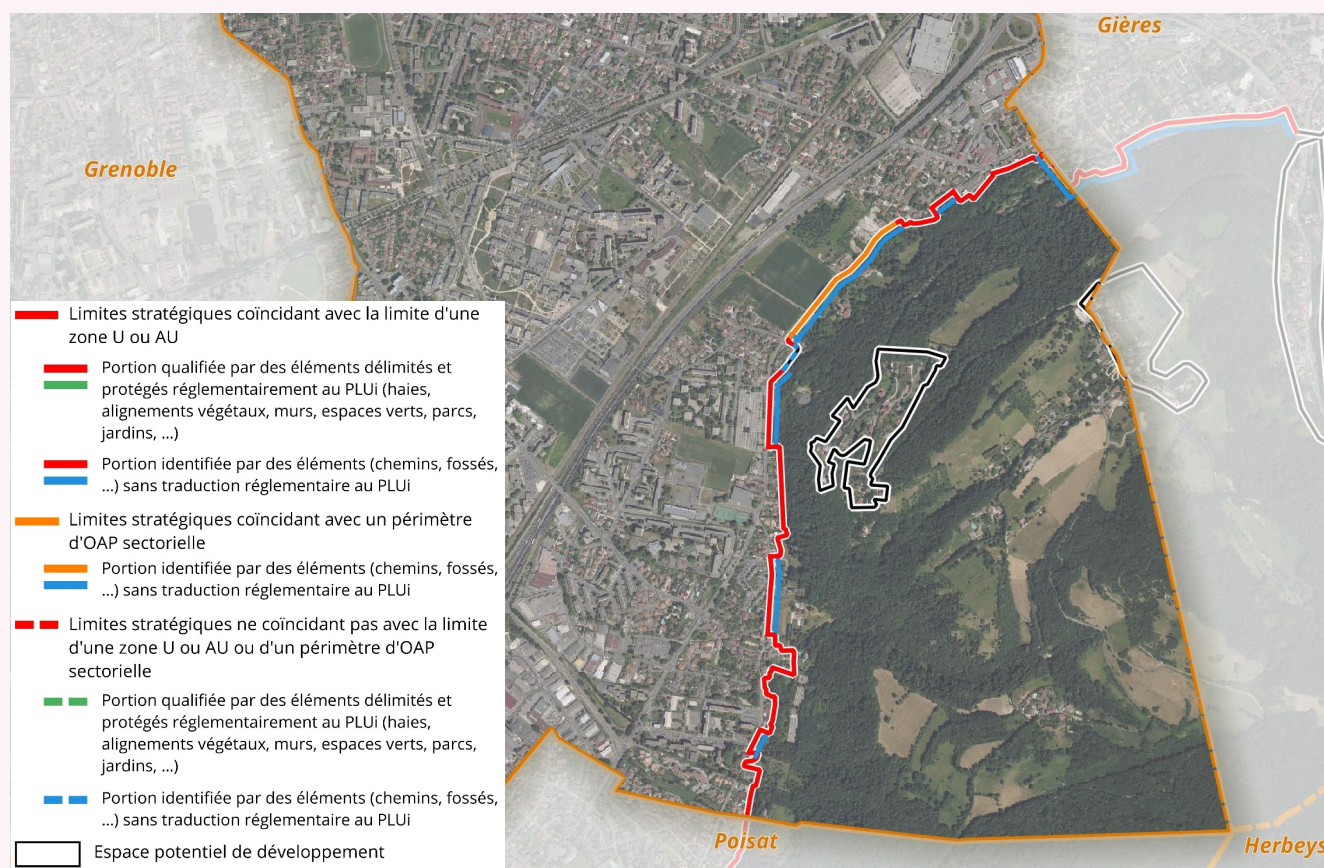 Gières
Grenoble
Limites stratégiques coïncidant avec la limite d'une
zone U ou AU
Portion qualifiée par des éléments délimités et
protégés réglementairement au PLUi (haies,
alignements végétaux, murs, espaces verts, parcs,
jardins, ...)
Portion identifiée par des éléments (chemins, fossés,
...) sans traduction réglementaire au PLUi
Limites stratégiques coïncidant avec un périmètre
d'OAP sectorielle
Portion identifiée par des éléments (chemins, fossés,
...) sans traduction réglementaire au PLUi
Limites stratégiques ne coïncidant pas avec la limite
d'une zone U ou AU ou d'un périmètre d'OAP
sectorielle
Portion qualifiée par des éléments délimités et
protégés réglementairement au PLUi (haies,
alignements végétaux, murs, espaces verts, parcs,
jardins, ...)
Portion identifiée par des éléments (chemins, fossés,
...) sans traduction réglementaire au PLUi
Espace potentiel de développement
Poisat
Herbeys